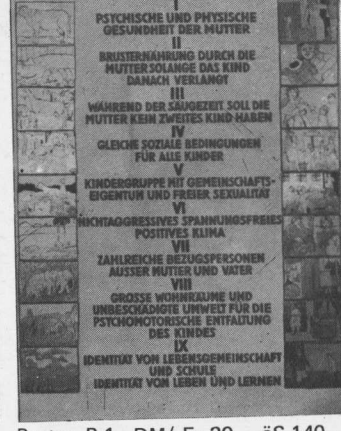 I
PSYCHISCHE UND PHYSISCHE
GESUNDHEIT DER MUTTER
II
BRUSTERNÄHRUNG DURCH DIE
MUTTER SOLANGE DAS KIND
DANACH VERLANGT
III
WÄHREND DER SÄUGEZEIT SOLL DIE
MUTTER KEIN ZWEITES KIND HABEN
IV
GLEICHE SOZIALE BEDINGUNGEN
FÜR ALLE KINDER
V
KINDERGRUPPE MIT GEMEINSCHAFTS-
EIGENTUM UND FREIER SEXUALITÄT
VI
NICHTAGGRESSIVES SPANNUNGSFREIES
POSITIVES KLIMA
VII
ZAHLREICHE BEZUGSPERSONEN
AUSSER MUTTER UND VATER
VIII
GROSSE WOHNRÄUME UND
UNBESCHÄDIGTE UMWELT FÜR DIE
PSYCHOMOTORISCHE ENTFALTUNG
DES KINDES
IX
IDENTITÄT VON LEBENSGEMEINSCHAFT
UND SCHULE
IDENTITÄT VON LEBEN UND LERNEN